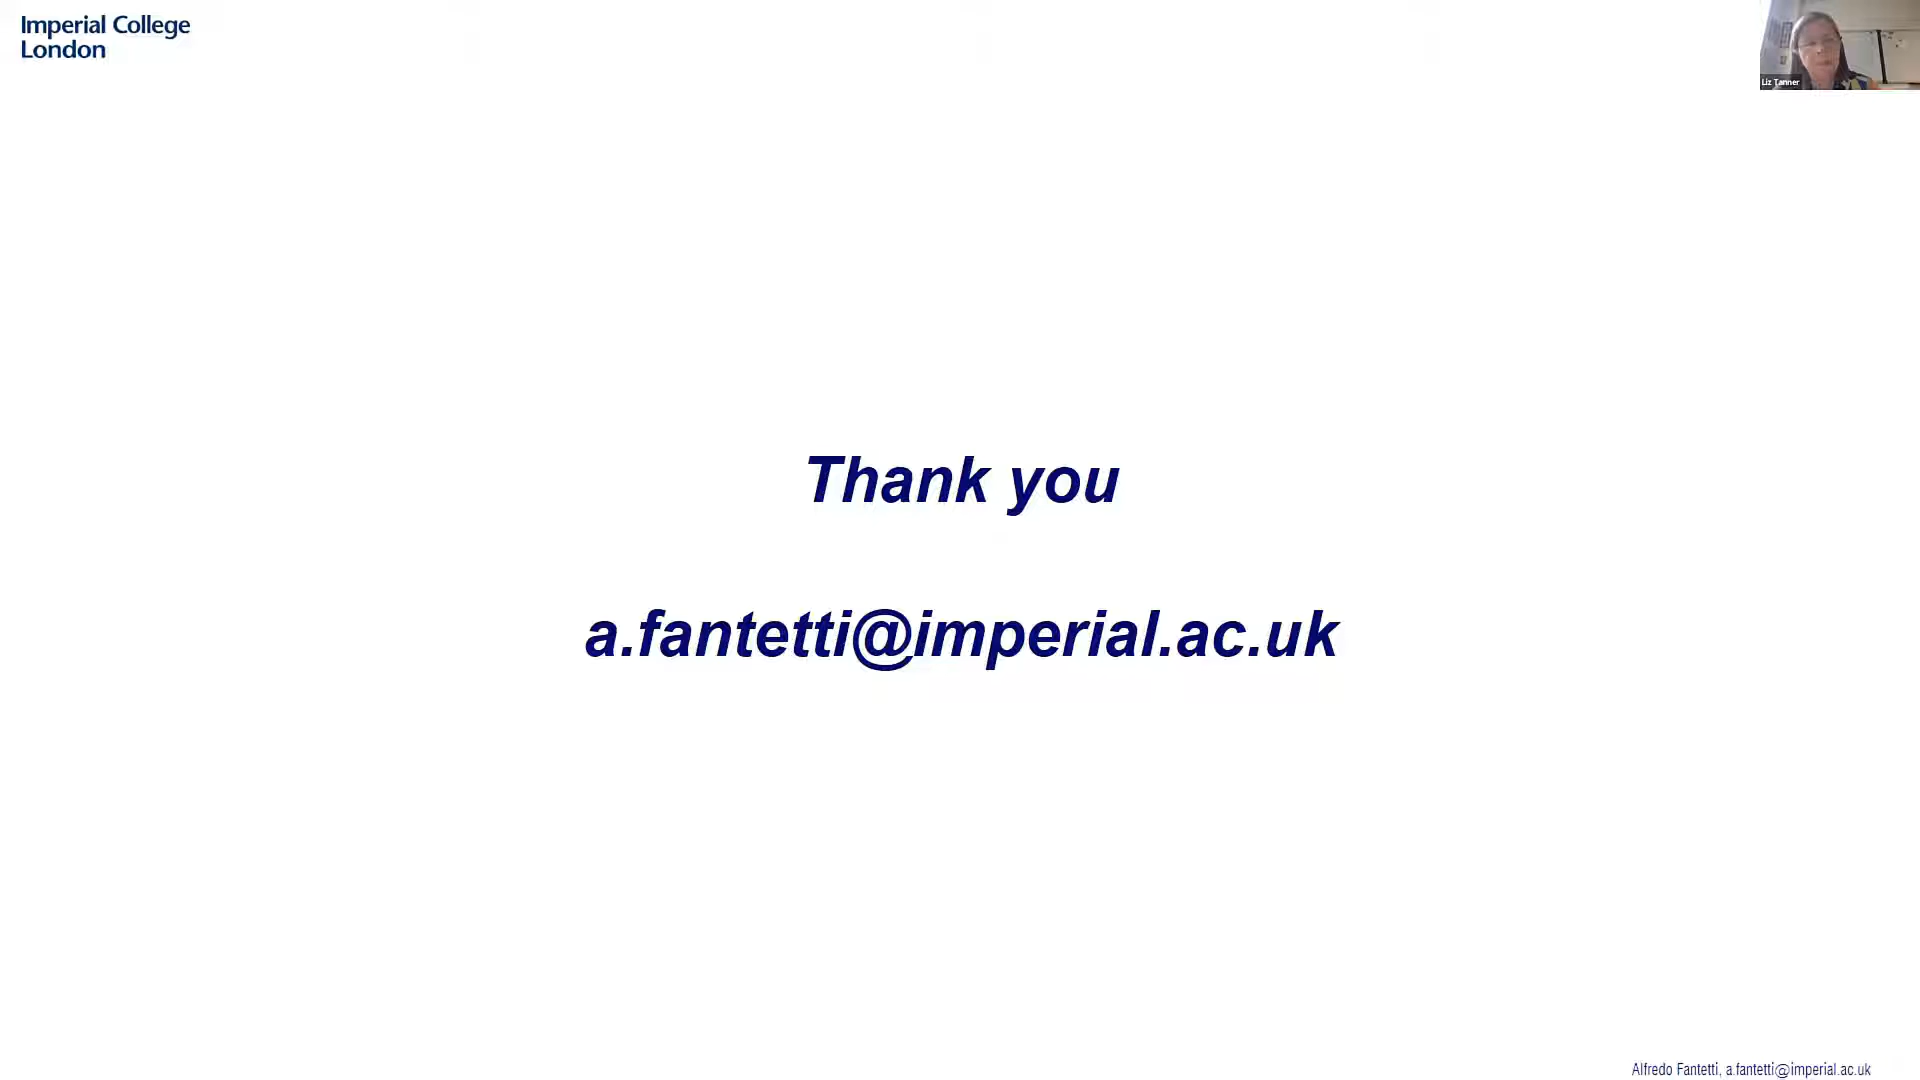 Imperial College
London
Liz Tanner
Thank you
a.fantetti@imperial.ac.uk
Alfredo Fantetti, a.fantetti@imperial.ac.uk